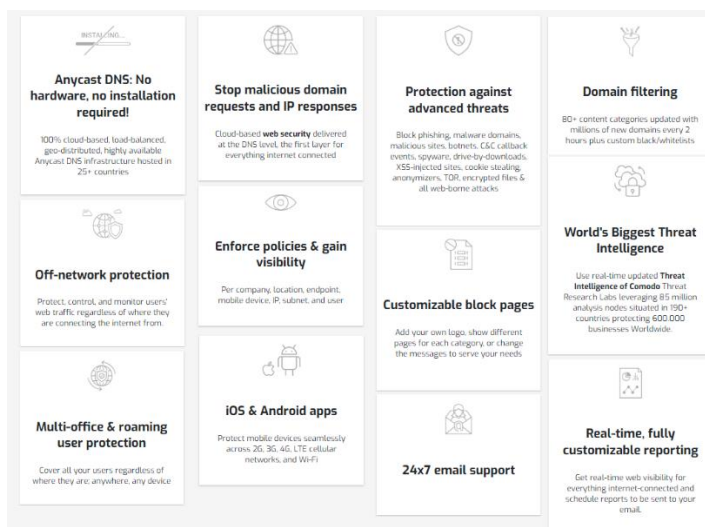 INSTALLING...
Anycast DNS: No
hardware, no installation
required!
100% cloud-based, load-balanced,
geo-distributed, highly available
Anycast DNS infrastructure hosted in
25+ countries
Off-network protection
Protect, control, and monitor users'
web traffic regardless of where they
are connecting the internet from.
Multi-office & roaming
user protection
Cover all your users regardless of
where they are; anywhere, any device
Stop malicious domain
requests and IP responses
Cloud-based web security delivered
at the DNS level, the first layer for
everything internet connected
Enforce policies & gain
visibility
Per company, location, endpoint,
mobile device, IP, subnet, and user
iOS & Android apps
Protect mobile devices seamlessly
across 2G, 3G, 4G, LTE cellular
networks, and Wi-Fi
Protection against
advanced threats
Block phishing, malware domains,
malicious sites, botnets, C&C callback
events, spyware, drive-by-downloads,
XSS-injected sites, cookie stealing,
anonymizers, TOR, encrypted files &
all web-borne attacks
Customizable block pages
Add your own logo, show different
pages for each category, or change
the messages to serve your needs
24x7 email support
Domain filtering
80+ content categories updated with
millions of new domains every 2
hours plus custom black/whitelists
World's Biggest Threat
Intelligence
Use real-time updated Threat
Intelligence of Comodo Threat
Research Labs leveraging 85 million
analysis nodes situated in 190+
countries protecting 600.000
businesses Worldwide.
Real-time, fully
customizable reporting
Get real-time web visibility for
everything internet-connected and
schedule reports to be sent to your
email.